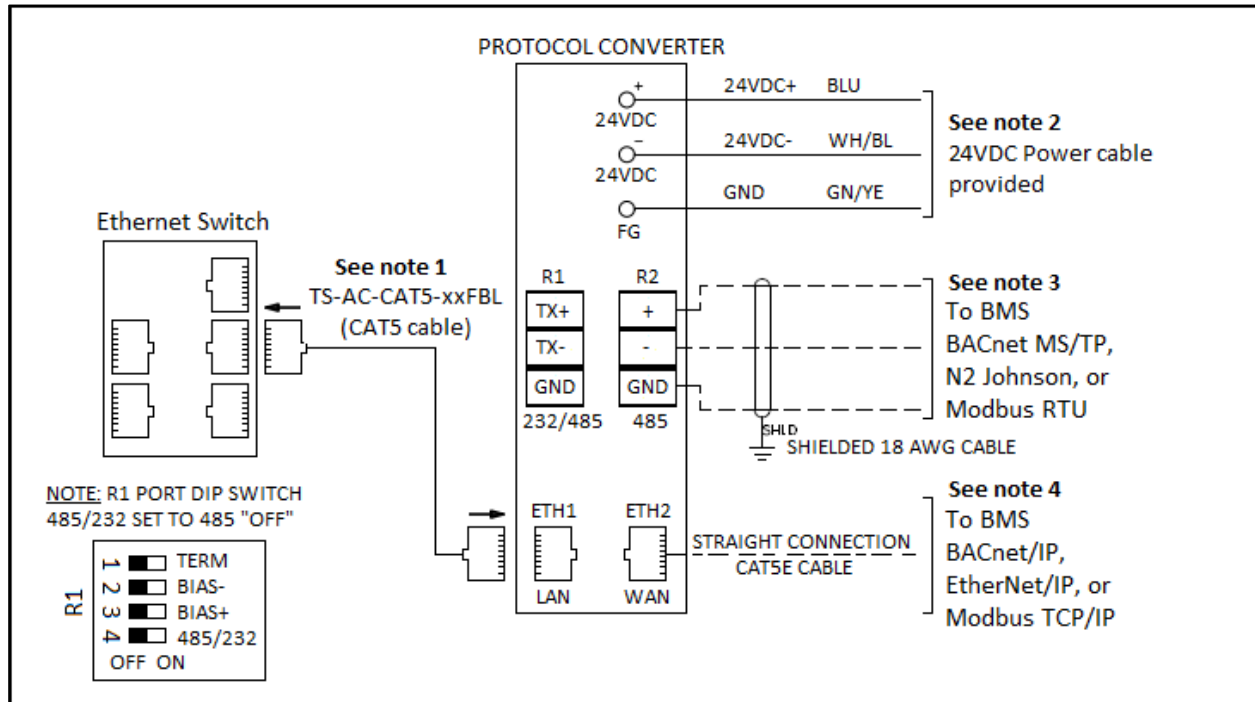 PROTOCOL CONVERTER
+
24VDC
24VDC+ BLU
−
24VDC
24VDC- WH/BL
FG
GND GN/YE
See note 2
24VDC Power cable
provided
Ethernet Switch
See note 1
TS-AC-CAT5-xxFBL
(CAT5 cable)
R1 R2
TX+ +
TX- -
GND GND
232/485 485
SHLD
SHIELDED 18 AWG CABLE
See note 3
To BMS
BACnet MS/TP,
N2 Johnson, or
Modbus RTU
NOTE: R1 PORT DIP SWITCH
485/232 SET TO 485 "OFF"
R1
1 TERM
2 BIAS-
3 BIAS+
4 485/232
OFF ON
ETH1 ETH2
LAN WAN
STRAIGHT CONNECTION
CAT5E CABLE
See note 4
To BMS
BACnet/IP,
EtherNet/IP, or
Modbus TCP/IP